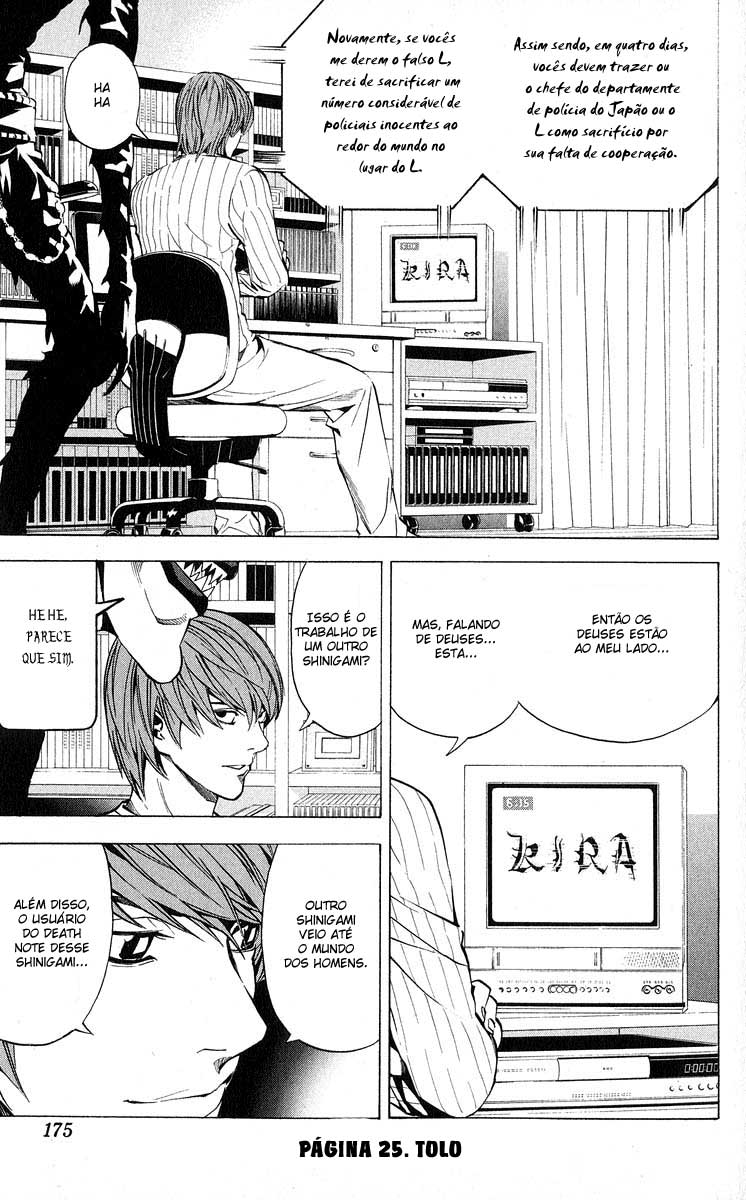 Assim sendo, em quatro dias,
vocês devem trazer ou
o chefe do departamento
de polícia do Japão ou o
L como sacrifício por
sua falta de cooperação.
Novamente, se vocês
me derem o falso L,
terei de sacrificar um
número considerável de
policiais inocentes ao
redor do mundo no
lugar do L.
HA
HA
KIRA
ENTÃO OS
DEUSES ESTÃO
AO MEU LADO...
MAS, FALANDO
DE DEUSES...
ESTA...
6:15
KIRA
0:00:0
ISSO É O
TRABALHO DE
UM OUTRO
SHINIGAMI?
HEHE,
PARECE
QUE SIM.
OUTRO
SHINIGAMI
VEIO ATÉ
O MUNDO
DOS HOMENS.
ALÉM DISSO,
O USUÁRIO
DO DEATH
NOTE DESSE
SHINIGAMI...
175
PÁGINA 25. TOLO